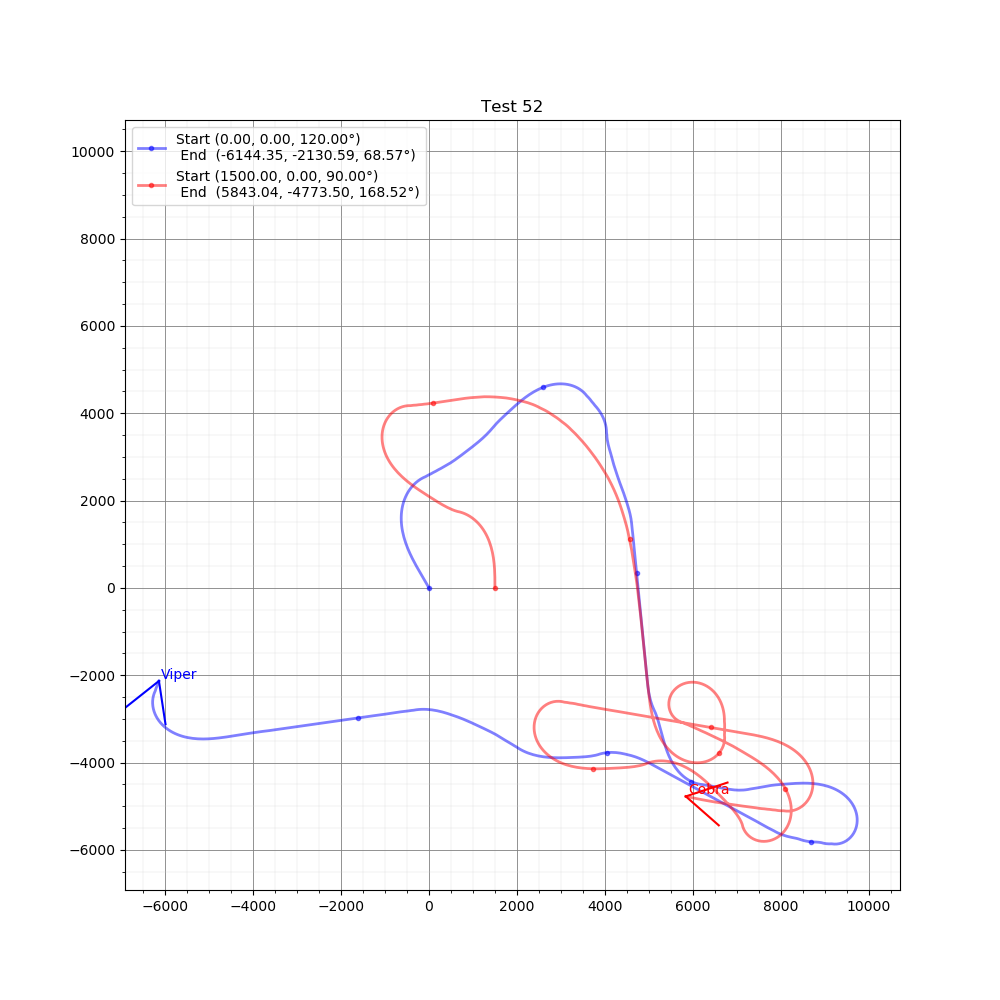 Test 52
Start (0.00, 0.00, 120.00°)
End  (-6144.35, -2130.59, 68.57°)
Start (1500.00, 0.00, 90.00°)
End  (5843.04, -4773.50, 168.52°)
10000
8000
6000
4000
2000
0
−2000
−4000
−6000
Viper
Cobra
−6000 −4000 −2000 0 2000 4000 6000 8000 10000